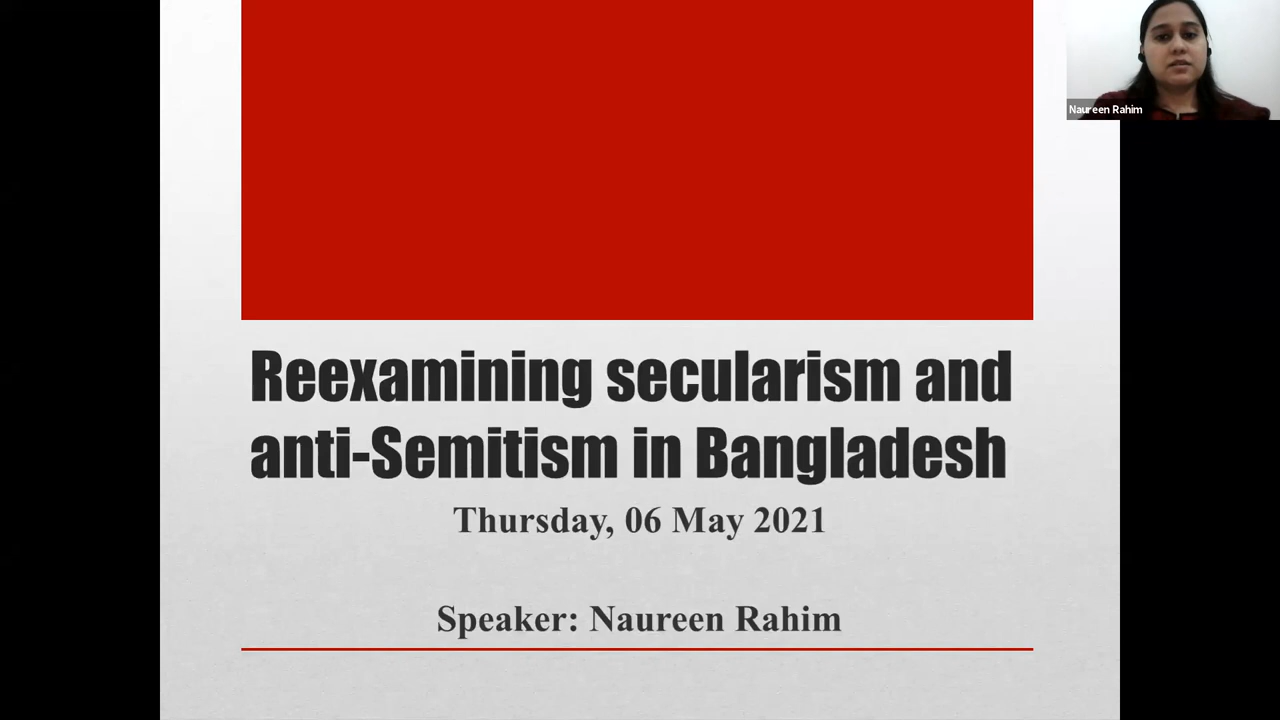 Naureen Rahim
Reexamining secularism and
anti-Semitism in Bangladesh
Thursday, 06 May 2021
Speaker: Naureen Rahim